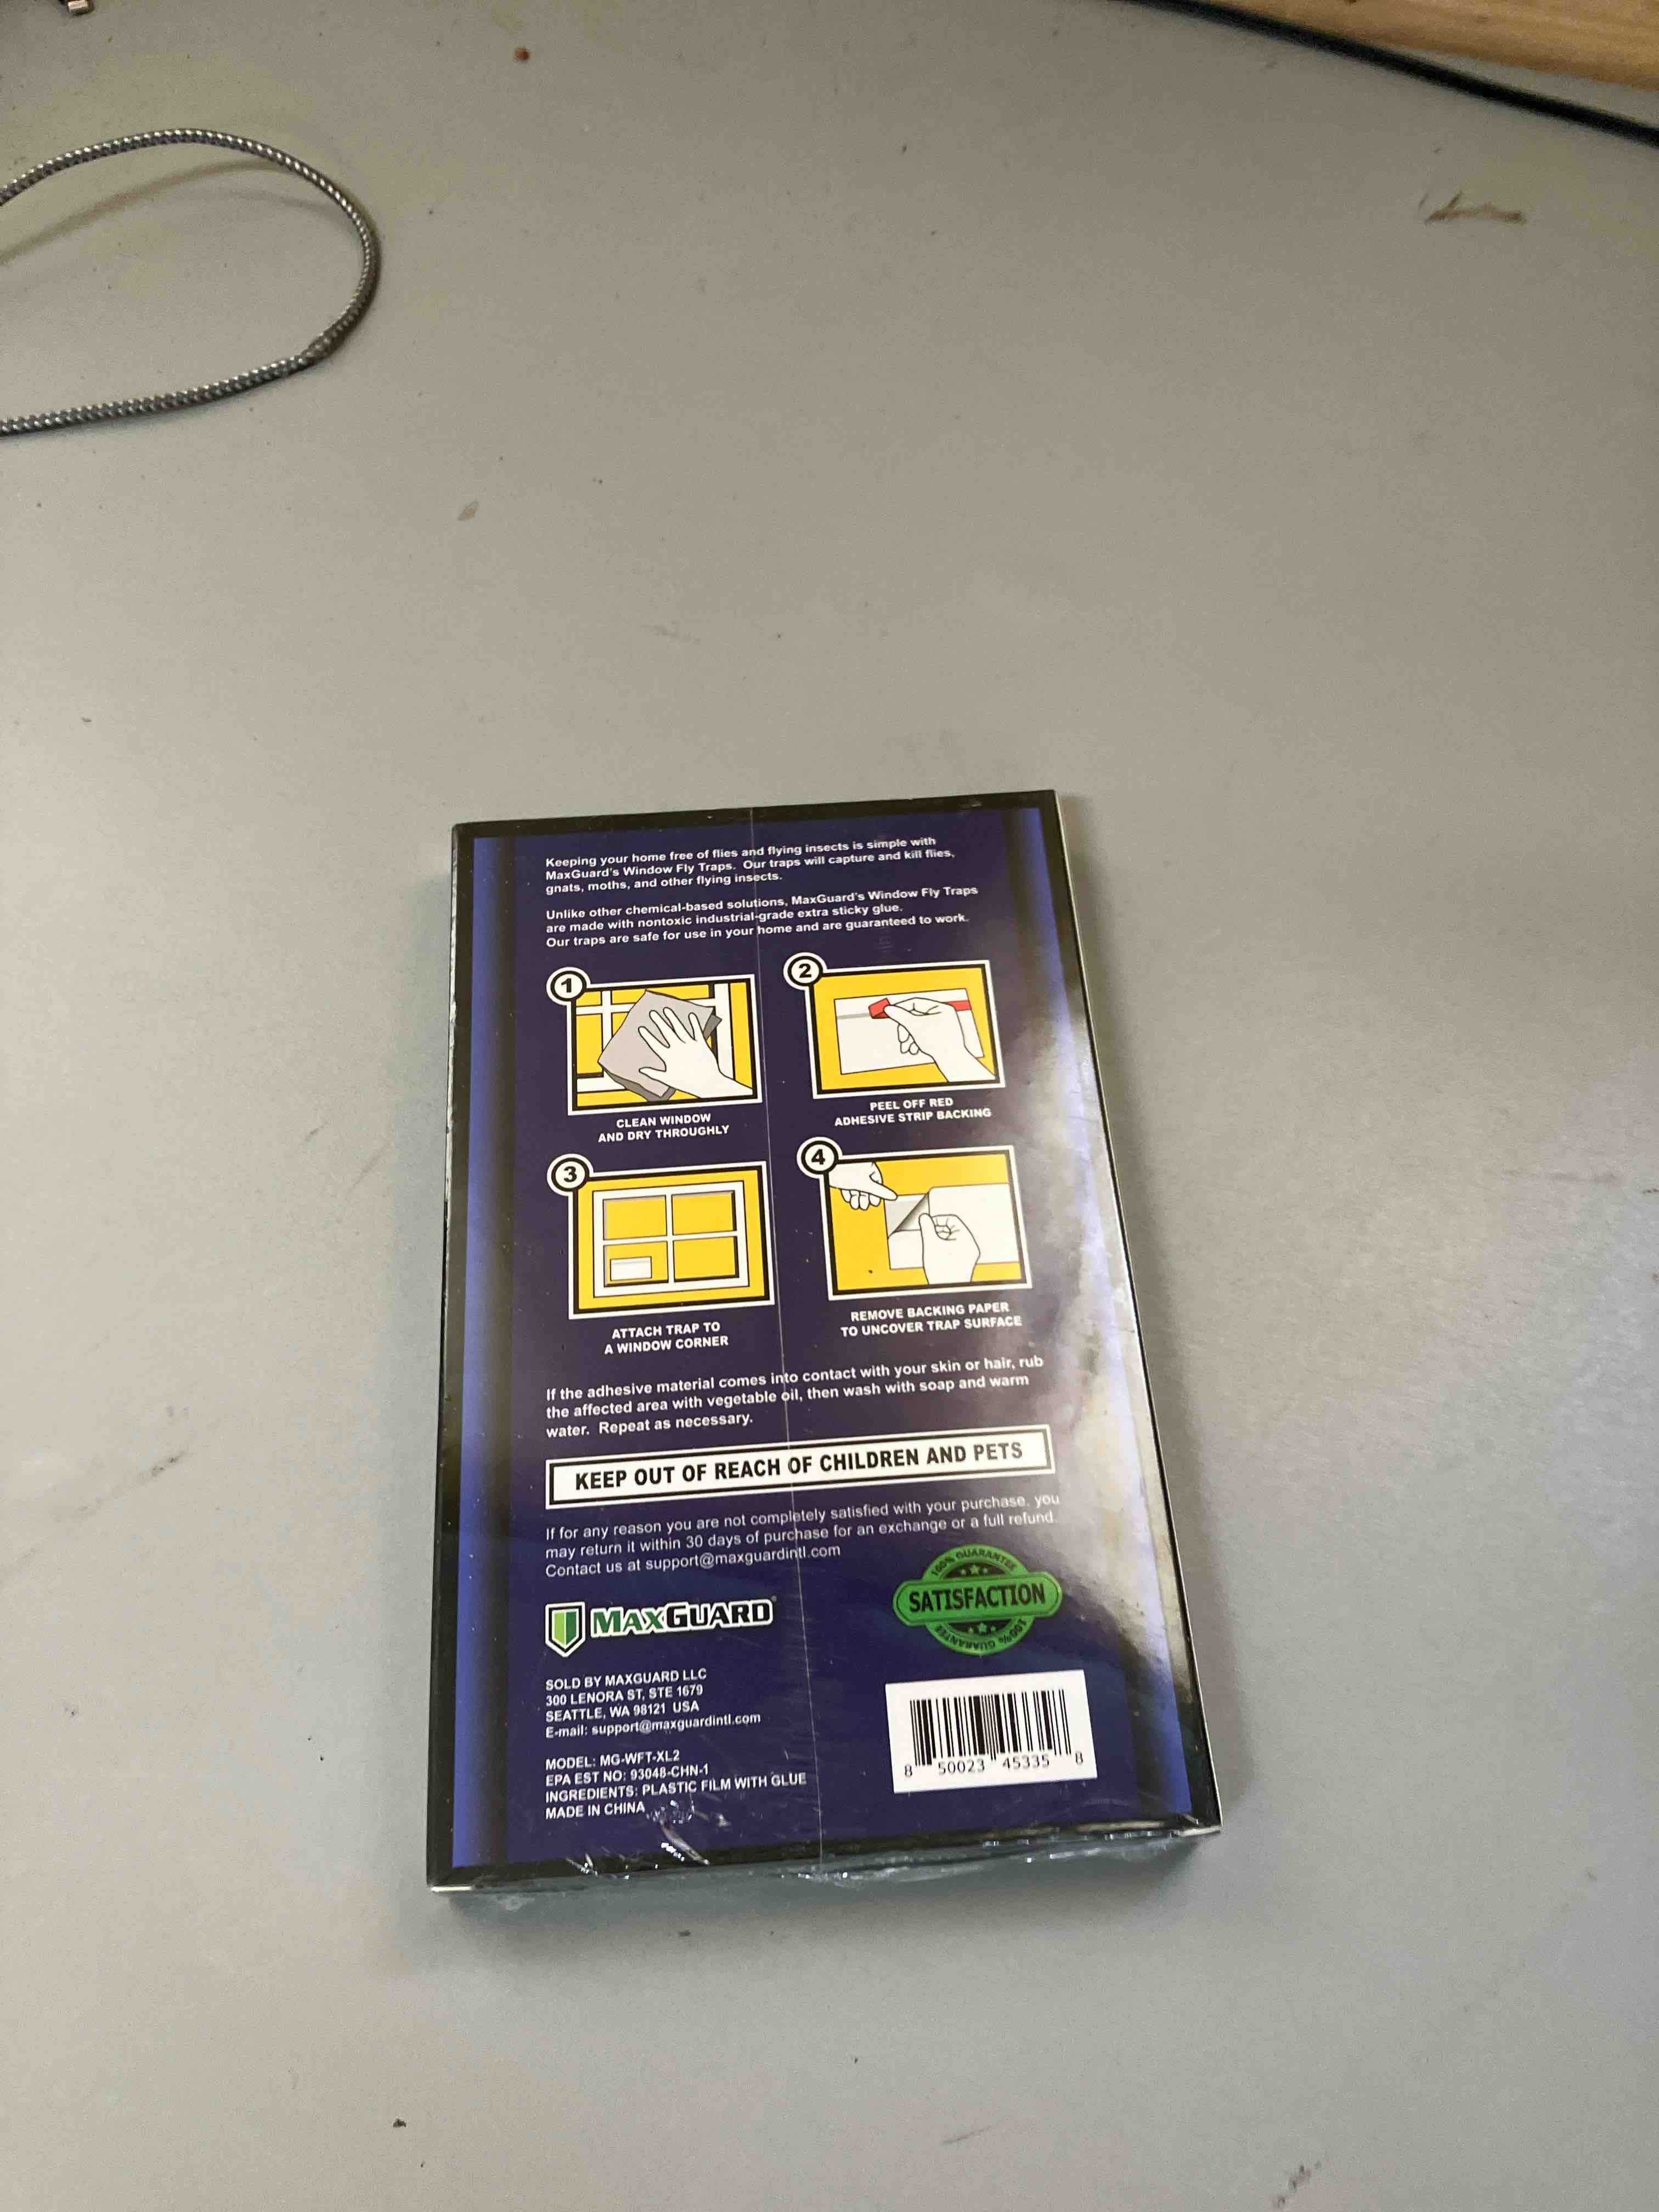 Keeping your home free of flies and flying insects is simple with
MaxGuard's Window Fly Traps. Our traps will capture and kill flies,
gnats, moths, and other flying insects.
Unlike other chemical-based solutions, MaxGuard's Window Fly Traps
are made with nontoxic industrial-grade extra sticky glue.
Our traps are safe for use in your home and are guaranteed to work.
1
CLEAN WINDOW
AND DRY THROUGHLY
2
PEEL OFF RED
ADHESIVE STRIP BACKING
3
ATTACH TRAP TO
A WINDOW CORNER
4
REMOVE BACKING PAPER
TO UNCOVER TRAP SURFACE
If the adhesive material comes into contact with your skin or hair, rub
the affected area with vegetable oil, then wash with soap and warm
water. Repeat as necessary.
KEEP OUT OF REACH OF CHILDREN AND PETS
If for any reason you are not completely satisfied with your purchase, you
may return it within 30 days of purchase for an exchange or a full refund.
Contact us at support@maxguardintl.com
MAXGUARD
100% GUARANTEE
SATISFACTION
100% GUARANTEE
SOLD BY MAXGUARD LLC
300 LENORA ST, STE 1679
SEATTLE, WA 98121 USA
E-mail: support@maxguardintl.com
MODEL: MG-WFT-XL2
EPA EST NO: 93048-CHN-1
INGREDIENTS: PLASTIC FILM WITH GLUE
MADE IN CHINA
8 50023 45335 8